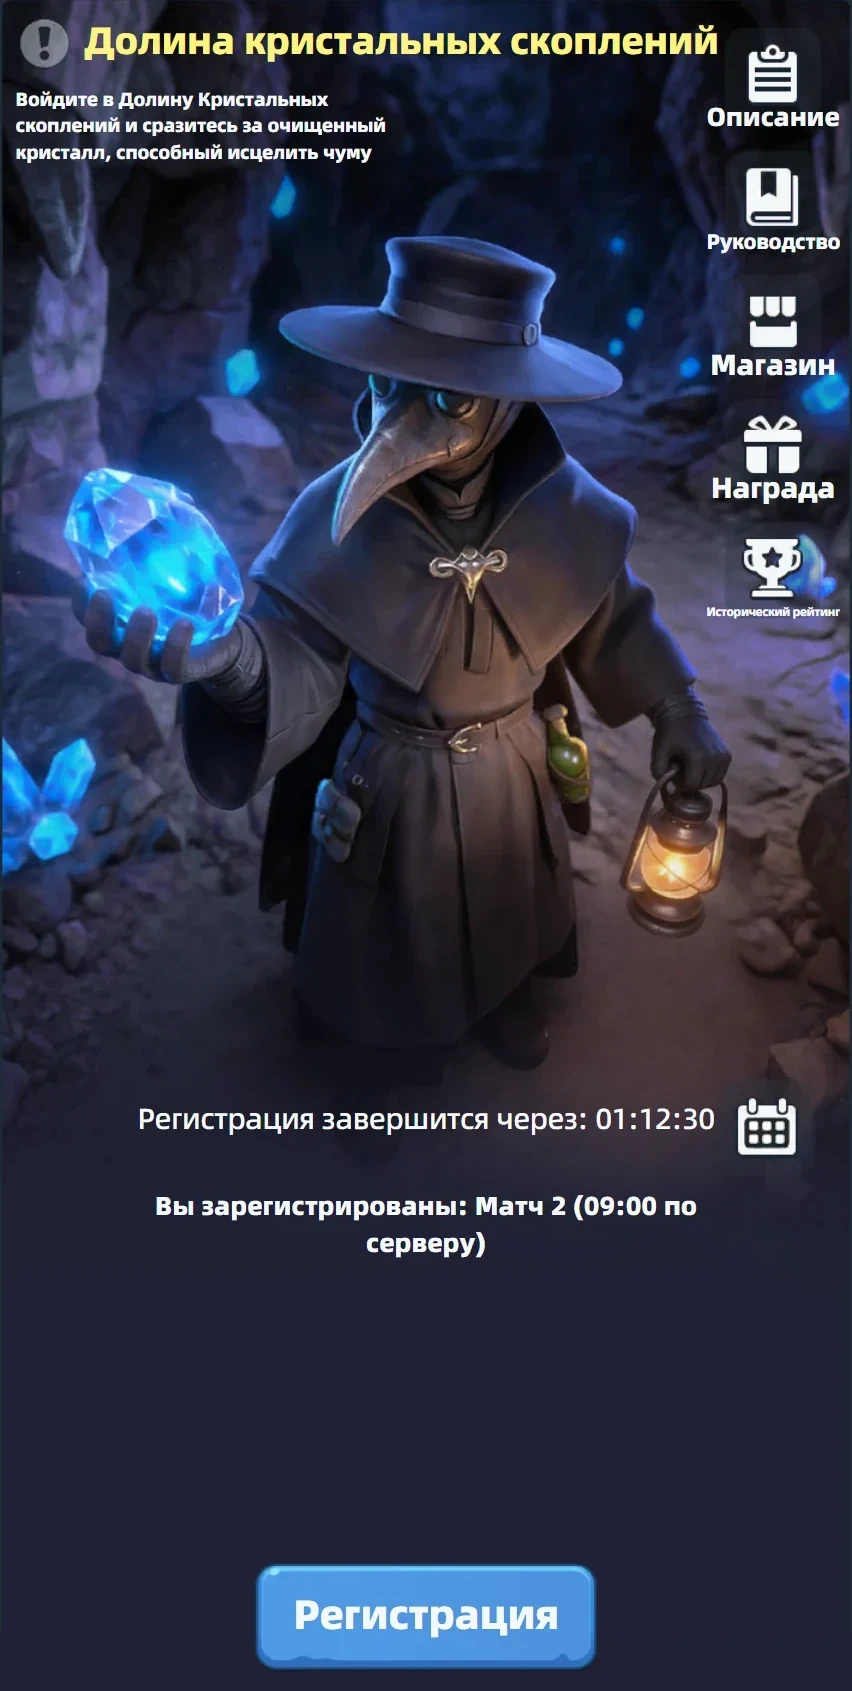 Долина кристальных скоплений
Войдите в Долину Кристальных
скоплений и сразитесь за очищенный
кристалл, способный исцелить чуму
Описание
Руководство
Магазин
Награда
Исторический рейтинг
Регистрация завершится через: 01:12:30
Вы зарегистрированы: Матч 2 (09:00 по
серверу)
Регистрация